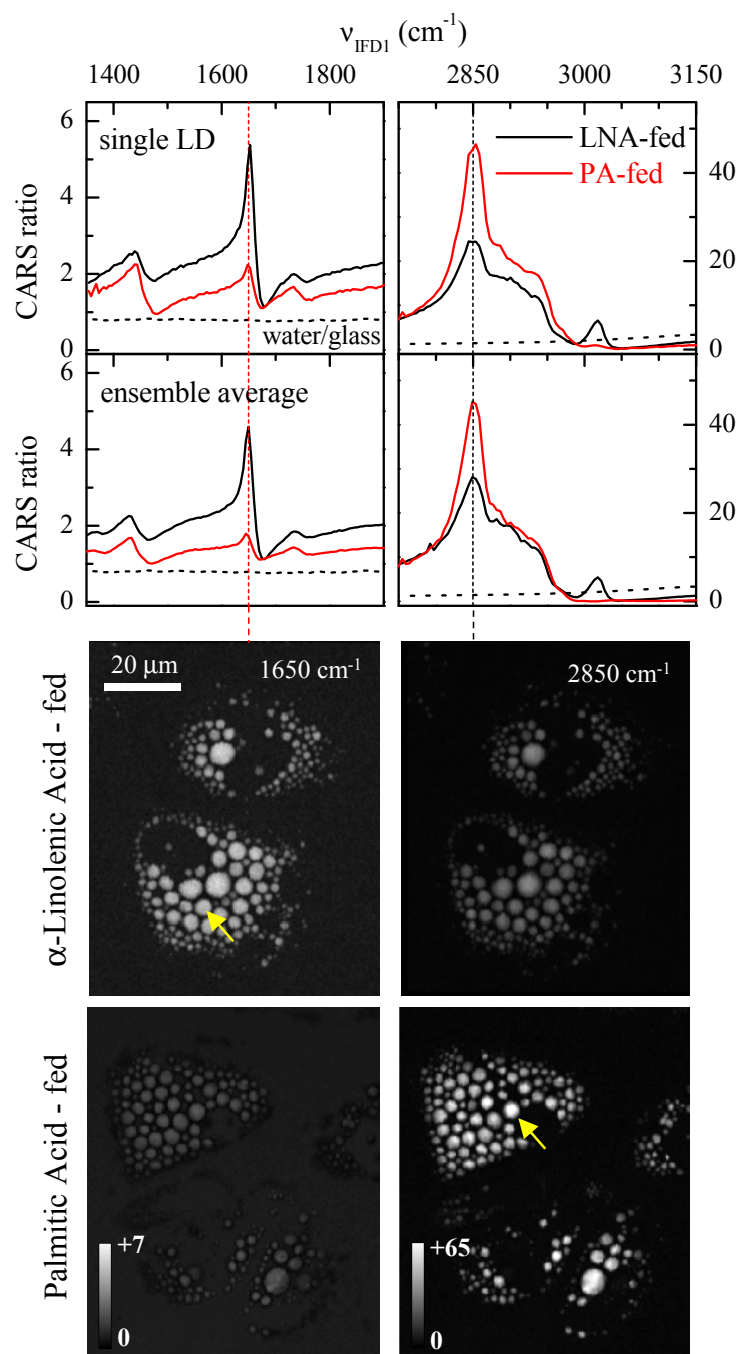 ν_IFD1 (cm⁻¹)
1400 1600 1800 2850 3000 3150
6
4
2
0
CARS ratio
single LD
water/glass
LNA-fed
PA-fed
40
20
0
6
4
2
0
CARS ratio
ensemble average
40
20
0
20 μm
1650 cm⁻¹
2850 cm⁻¹
α-Linolenic Acid - fed
Palmitic Acid - fed
+7
0
+65
0